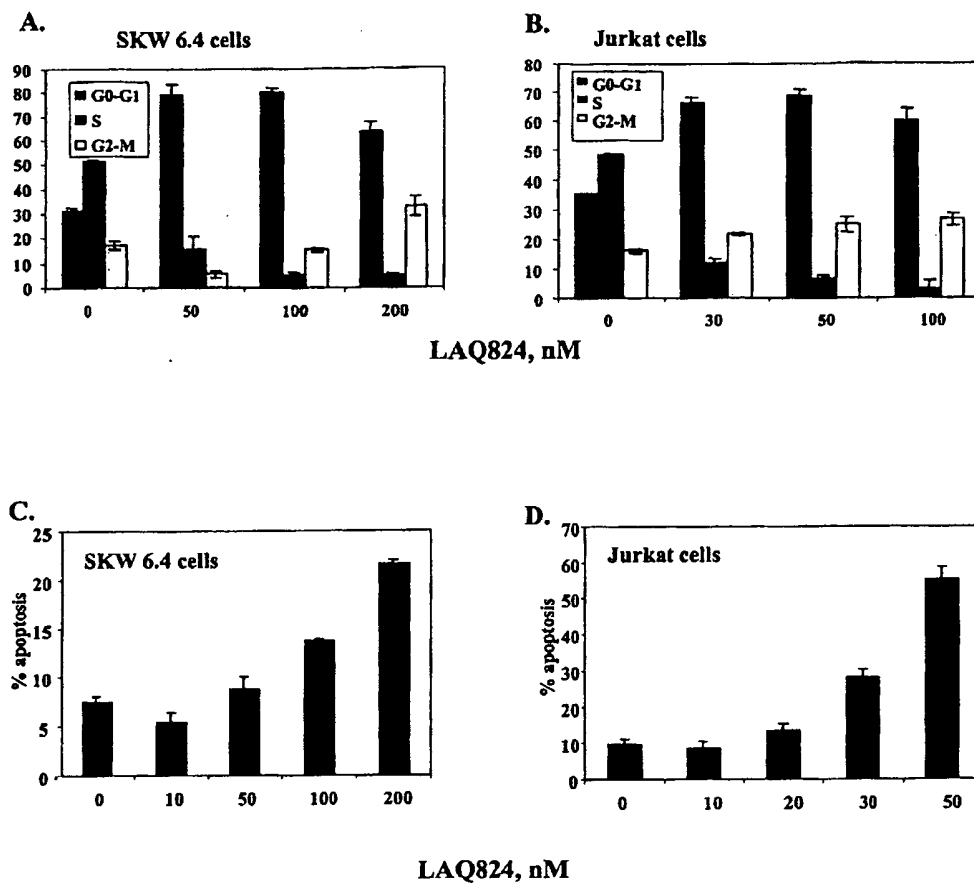 A.
SKW 6.4 cells
90
80
70
60
50
40
30
20
10
0
G0-G1
S
G2-M
0 50 100 200
B.
Jurkat cells
80
70
60
50
40
30
20
10
0
G0-G1
S
G2-M
0 30 50 100
LAQ824, nM
C.
SKW 6.4 cells
% apoptosis
25
20
15
10
5
0
0 10 50 100 200
D.
Jurkat cells
% apoptosis
70
60
50
40
30
20
10
0
0 10 20 30 50
LAQ824, nM